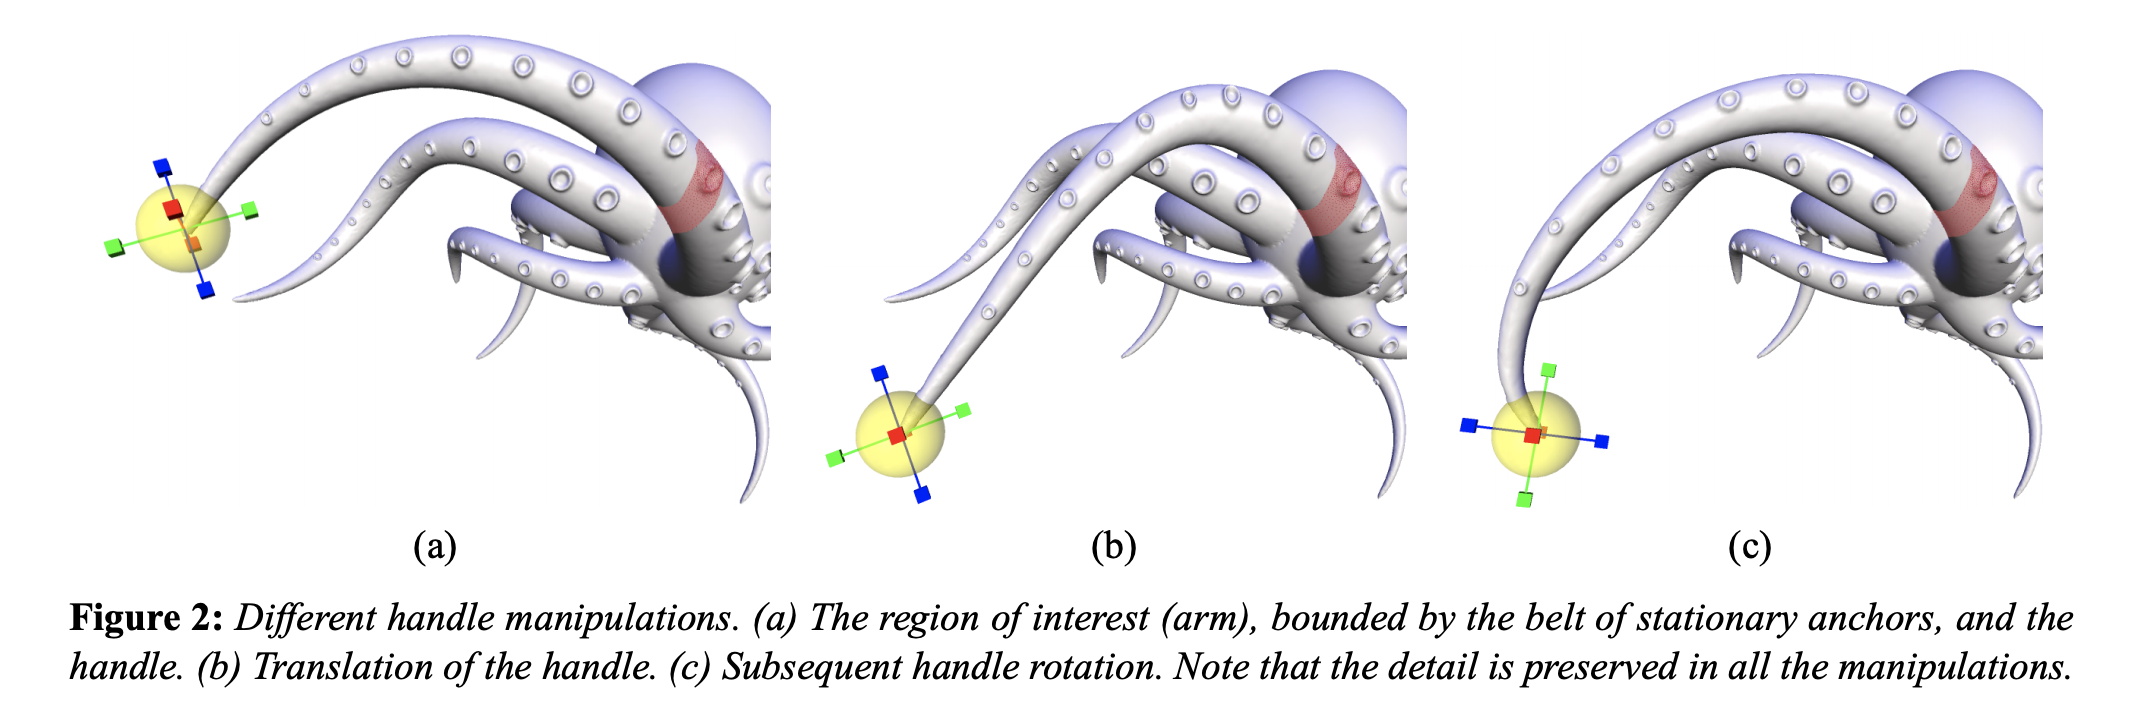 (a) (b) (c)
Figure 2: Different handle manipulations. (a) The region of interest (arm), bounded by the belt of stationary anchors, and the
handle. (b) Translation of the handle. (c) Subsequent handle rotation. Note that the detail is preserved in all the manipulations.